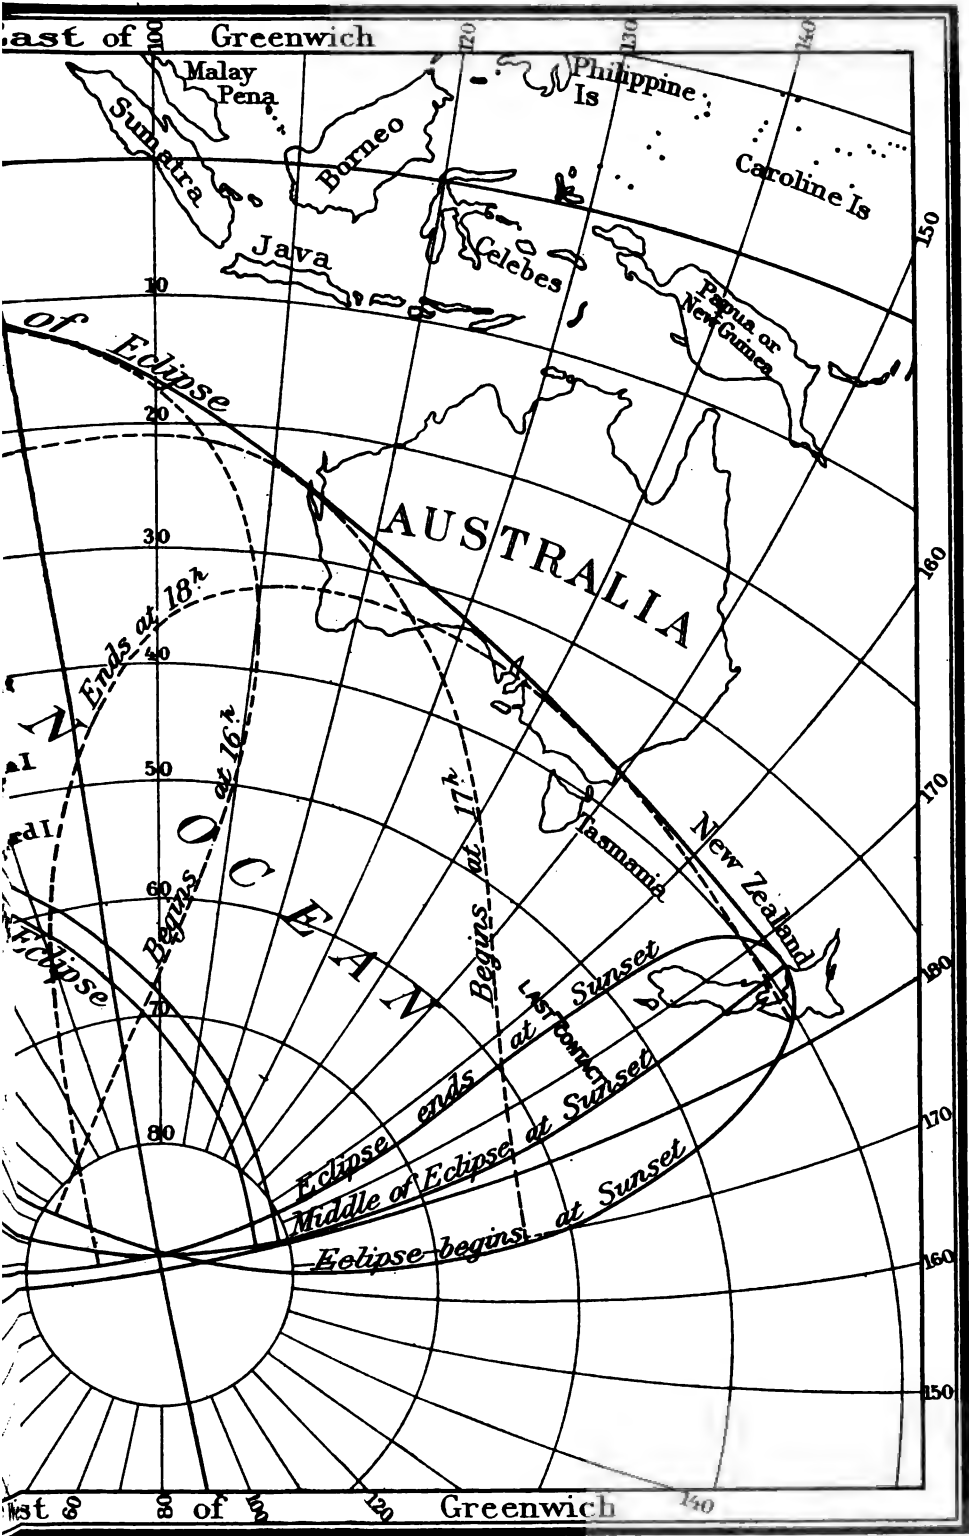 East of 100 Greenwich 120 130 140
Malay
Pena
Philippine
Is
Sumatra
Borneo
Caroline Is
150
Java
Celebes
10
Papua or
New Guinea
of Eclipse
20
AUSTRALIA
30
160
Ends at 18h
40
N
at 16h
50
170
at 17h
rd I
OCEAN
Tasmania
New Zealand
60
Begins
Eclipse
Begins
70
LAST CONTACT
180
Eclipse ends at Sunset
80
Middle of Eclipse at Sunset
170
Eclipse begins at Sunset
160
150
60 80 of 100 120 Greenwich 140